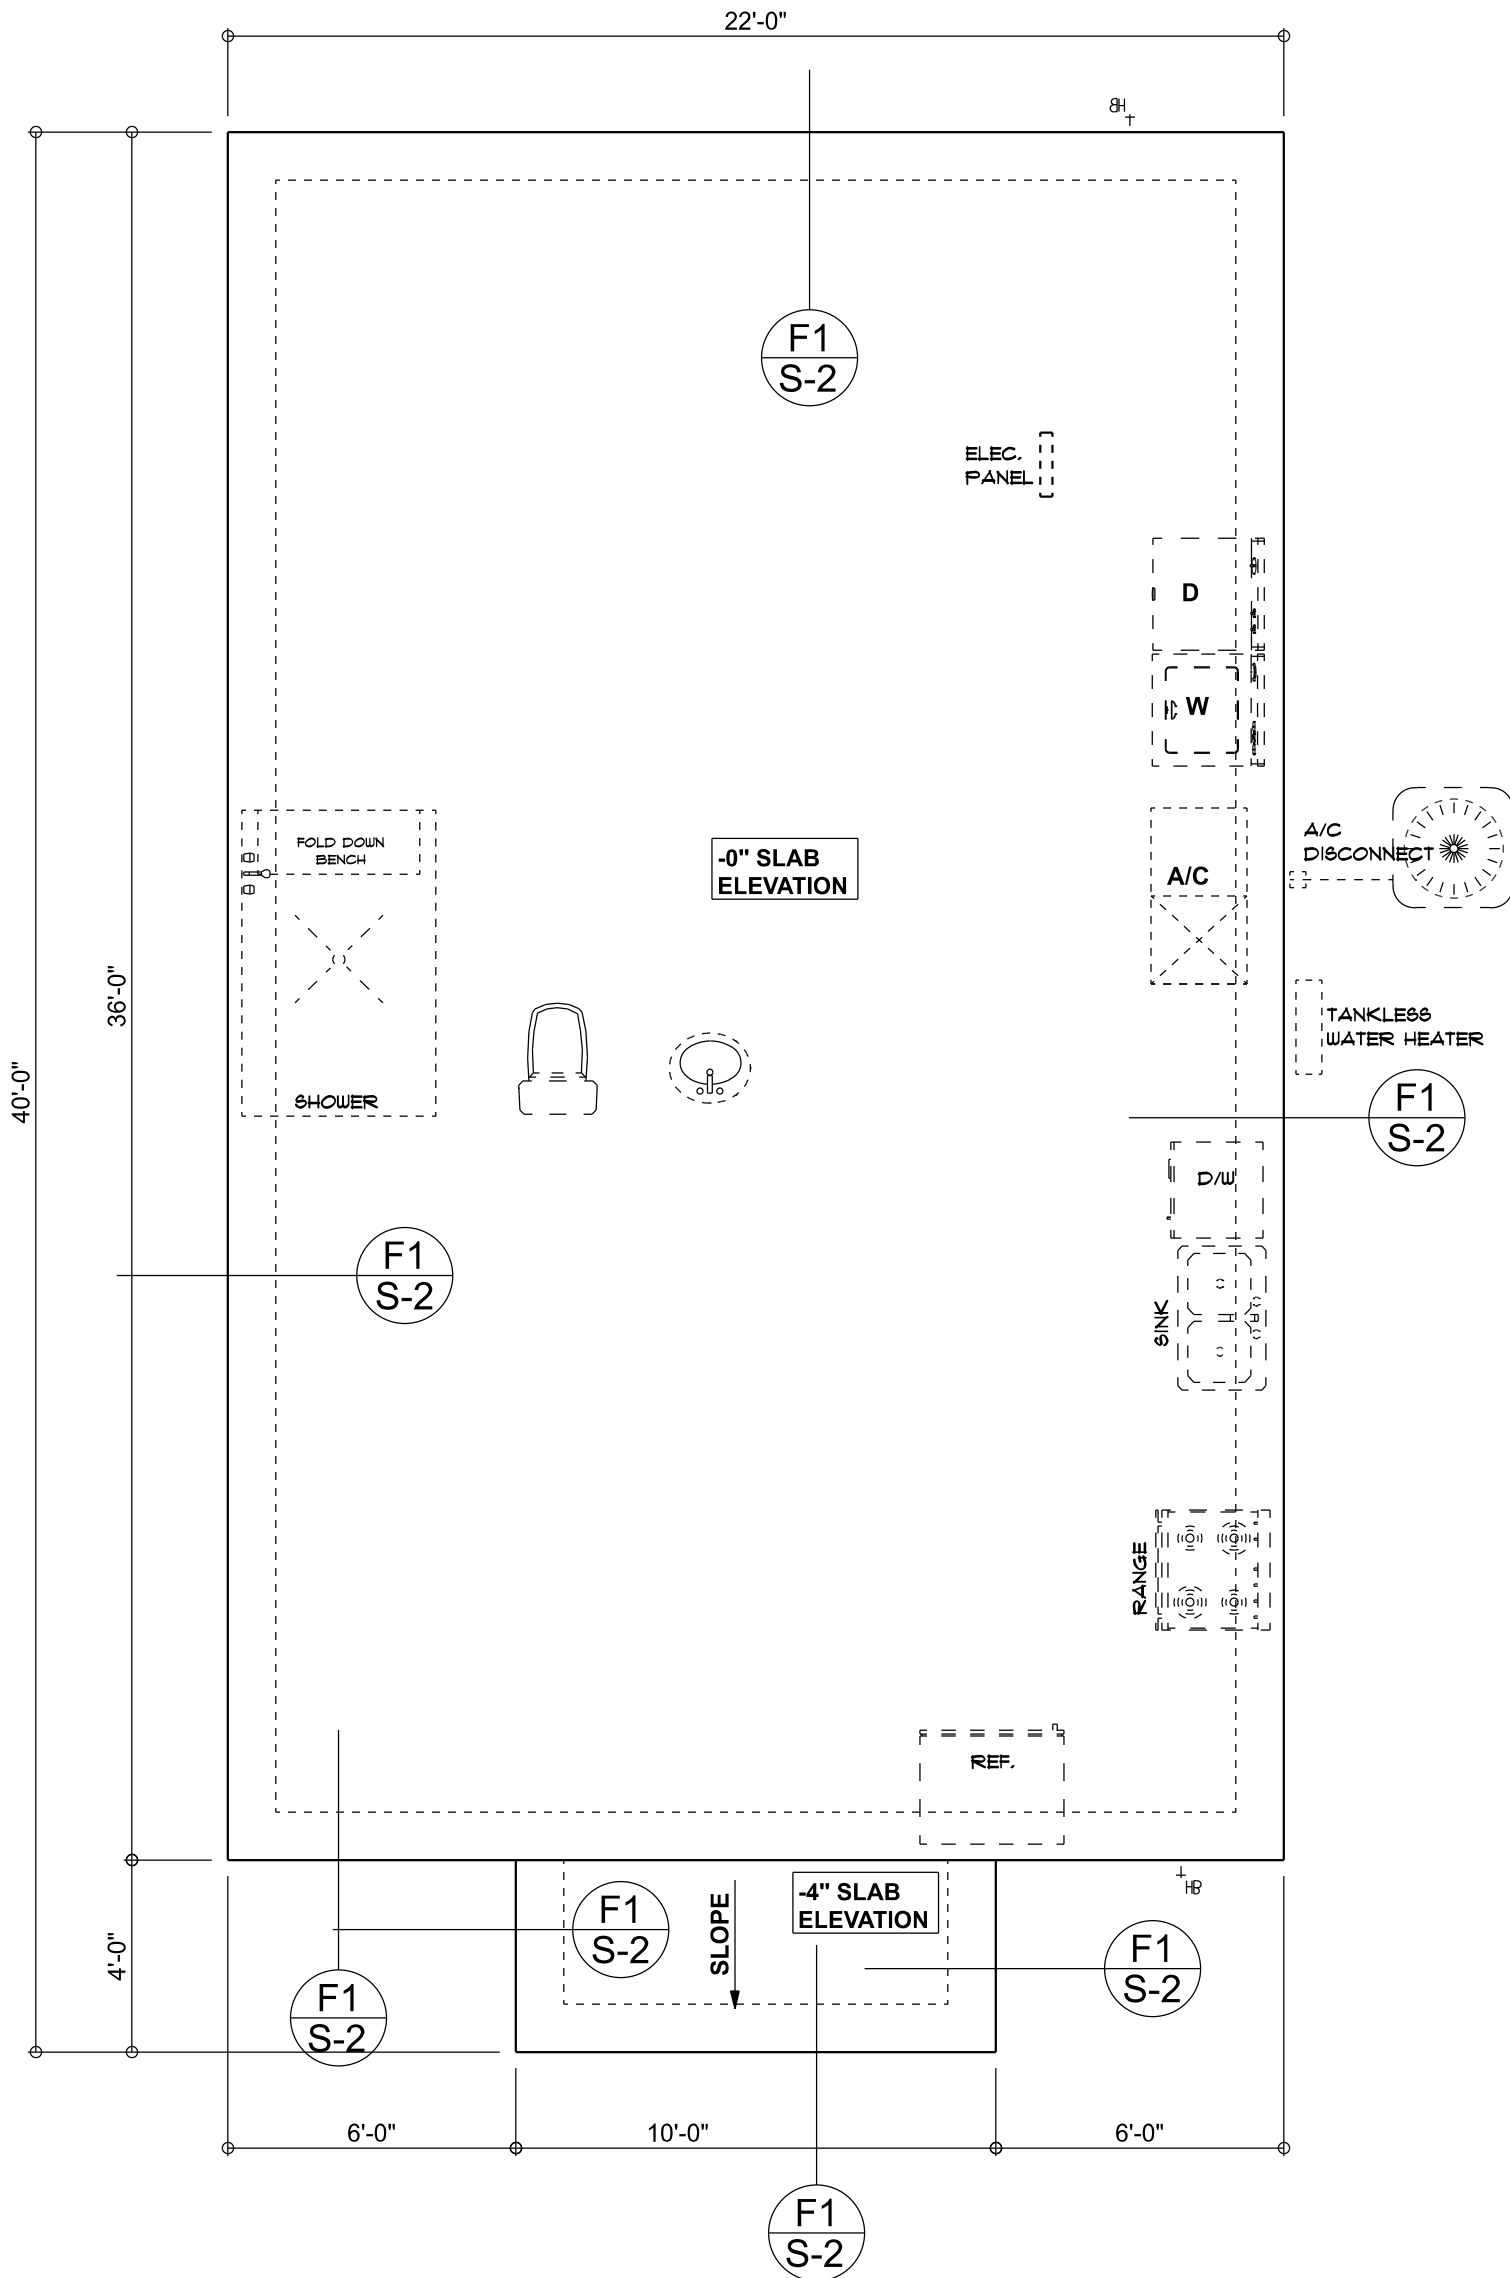 22'-0"
HB
F1
S-2
ELEC.
PANEL
D
W
FOLD DOWN
BENCH
-0" SLAB
ELEVATION
A/C
A/C
DISCONNECT
36'-0"
40'-0"
TANKLESS
WATER HEATER
SHOWER
F1
S-2
D/W
F1
S-2
SINK
RANGE
REF.
-4" SLAB
ELEVATION
HB
F1
S-2
SLOPE
4'-0"
F1
S-2
F1
S-2
6'-0"
10'-0"
6'-0"
F1
S-2